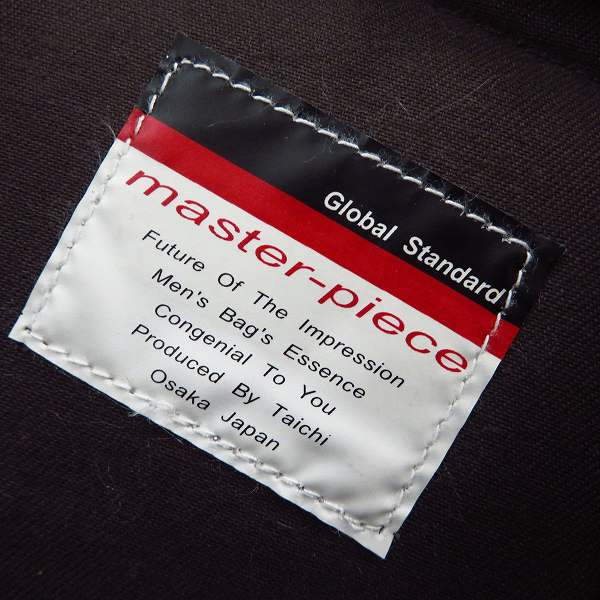 Global Standard
master-piece
Future Of The Impression
Men's Bag's Essence
Congenial To You
Produced By Taichi
Osaka Japan